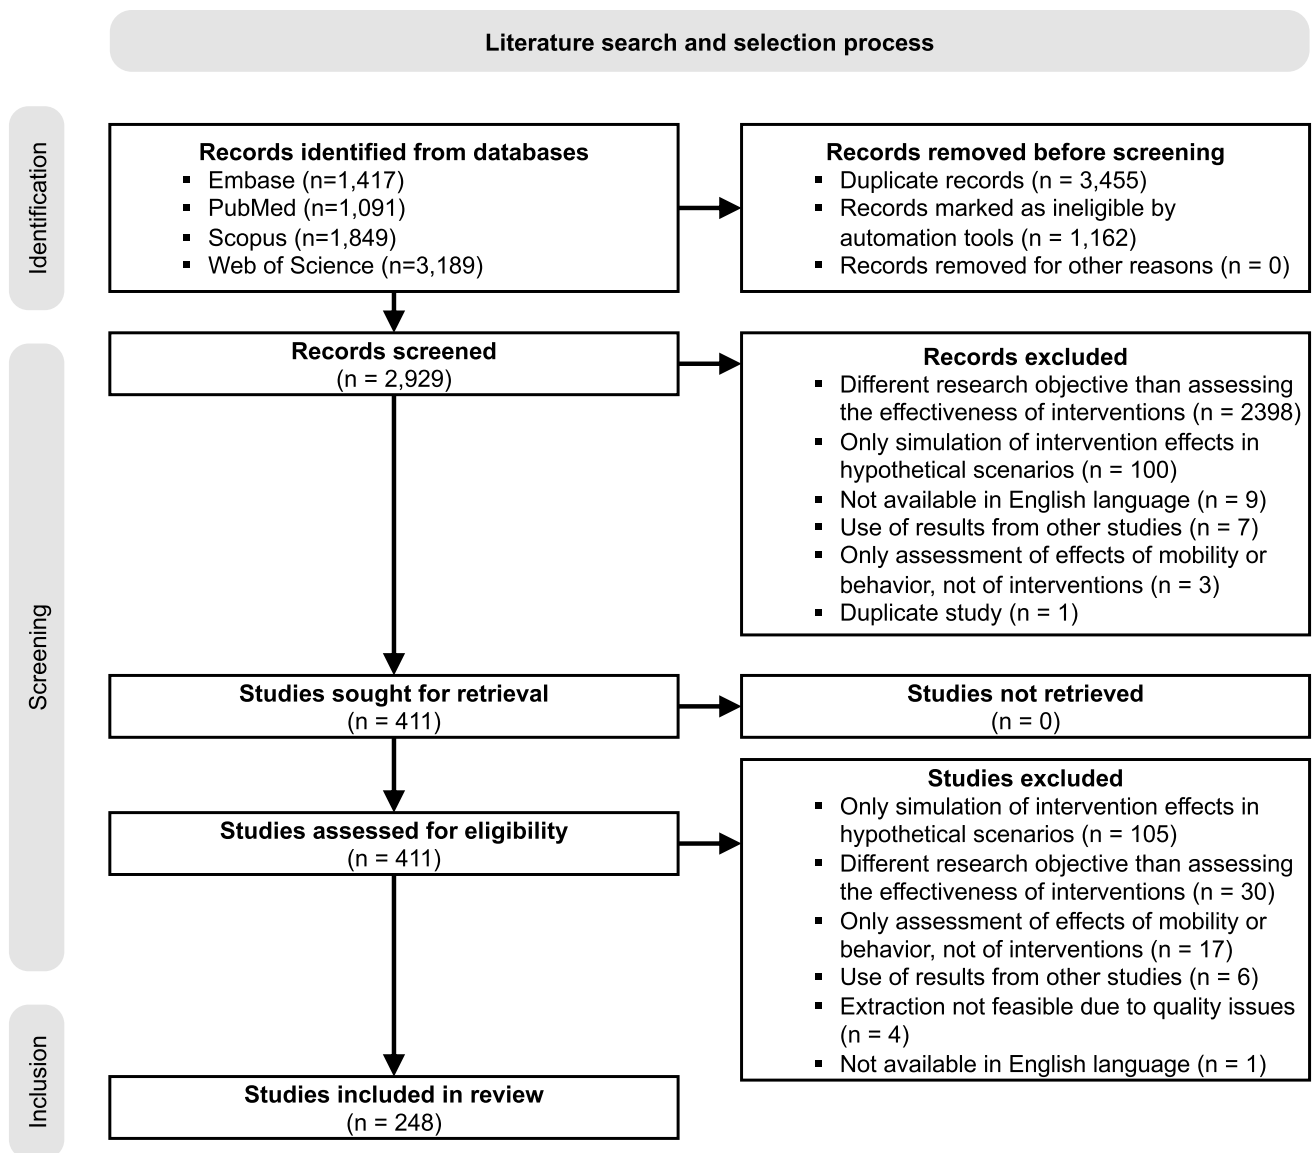 Literature search and selection process
Identification
Records identified from databases
▪ Embase (n=1,417)
▪ PubMed (n=1,091)
▪ Scopus (n=1,849)
▪ Web of Science (n=3,189)
Records removed before screening
▪ Duplicate records (n = 3,455)
▪ Records marked as ineligible by
automation tools (n = 1,162)
▪ Records removed for other reasons (n = 0)
Screening
Records screened
(n = 2,929)
Records excluded
▪ Different research objective than assessing
the effectiveness of interventions (n = 2398)
▪ Only simulation of intervention effects in
hypothetical scenarios (n = 100)
▪ Not available in English language (n = 9)
▪ Use of results from other studies (n = 7)
▪ Only assessment of effects of mobility or
behavior, not of interventions (n = 3)
▪ Duplicate study (n = 1)
Studies sought for retrieval
(n = 411)
Studies not retrieved
(n = 0)
Studies assessed for eligibility
(n = 411)
Studies excluded
▪ Only simulation of intervention effects in
hypothetical scenarios (n = 105)
▪ Different research objective than assessing
the effectiveness of interventions (n = 30)
▪ Only assessment of effects of mobility or
behavior, not of interventions (n = 17)
▪ Use of results from other studies (n = 6)
▪ Extraction not feasible due to quality issues
(n = 4)
▪ Not available in English language (n = 1)
Inclusion
Studies included in review
(n = 248)